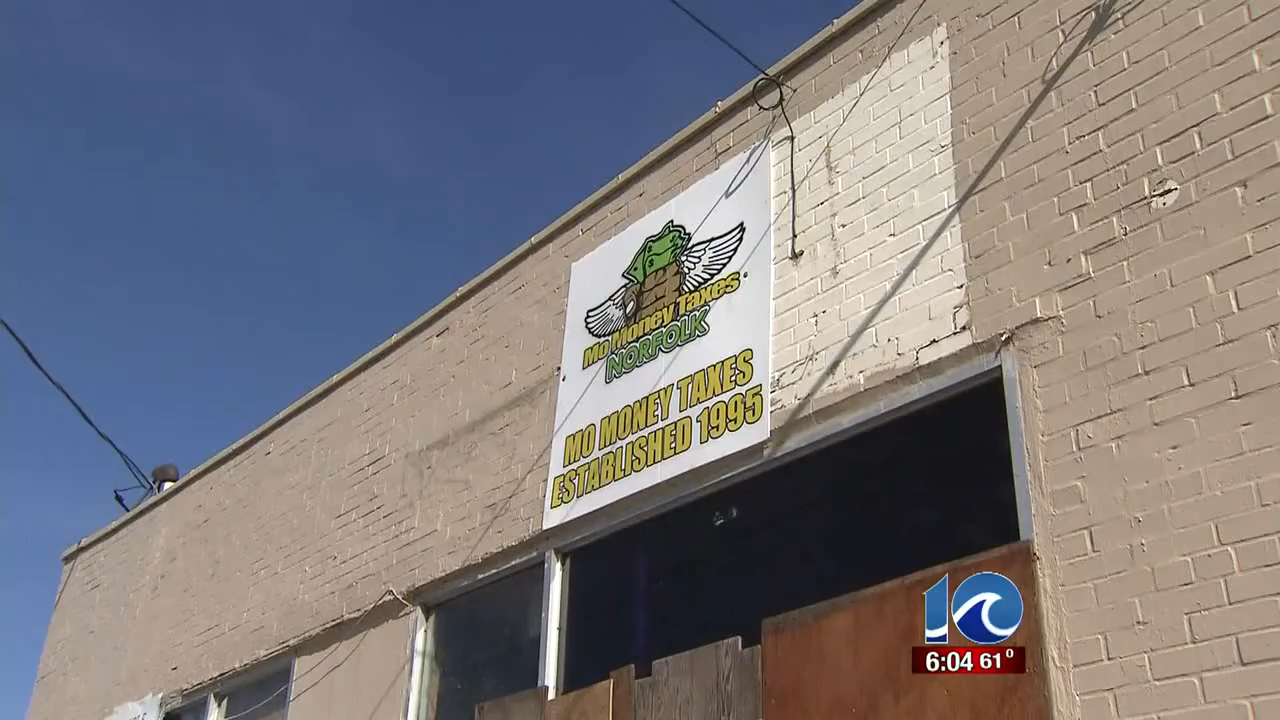 Mo Money Taxes
NORFOLK
MO MONEY TAXES
ESTABLISHED 1995
10
6:04 61°